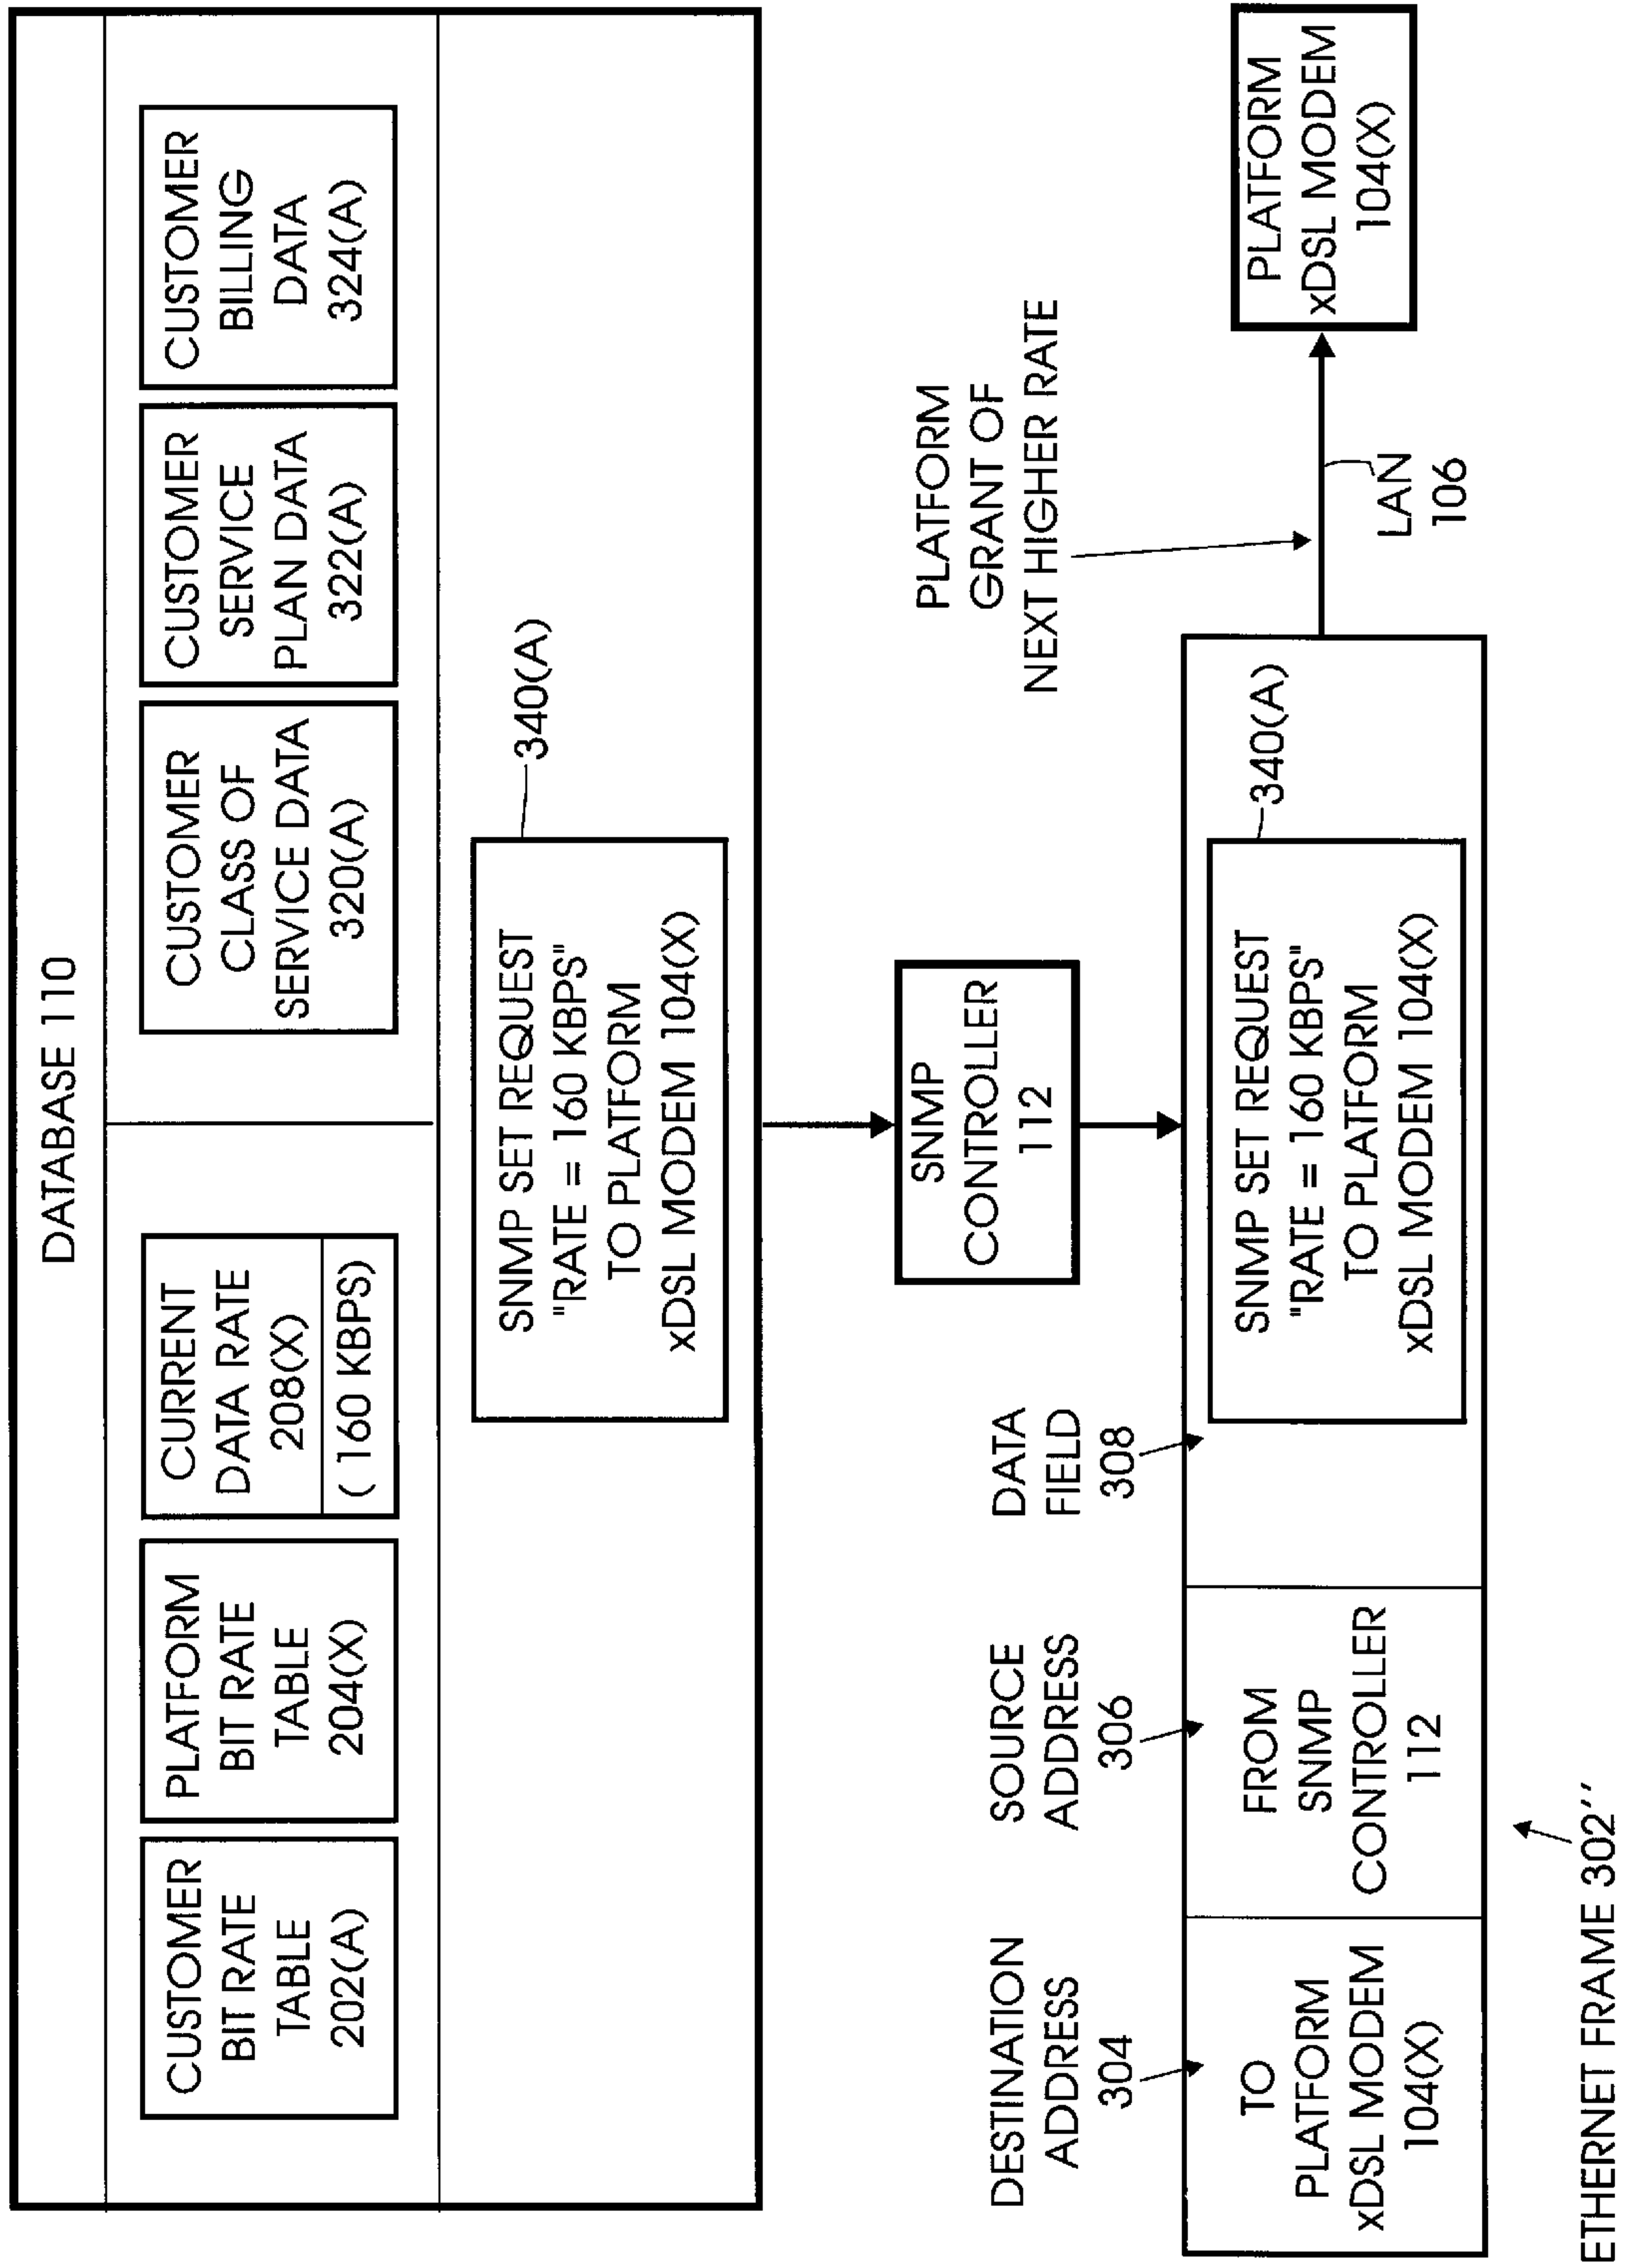 DATABASE 110
CUSTOMER
BIT RATE
TABLE
202(A)
PLATFORM
BIT RATE
TABLE
204(X)
CURRENT
DATA RATE
208(X)
( 160 KBPS)
CUSTOMER
CLASS OF
SERVICE DATA
320(A)
CUSTOMER
SERVICE
PLAN DATA
322(A)
CUSTOMER
BILLING
DATA
324(A)
SNMP SET REQUEST
"RATE = 160 KBPS"
TO PLATFORM
xDSL MODEM 104(X)
340(A)
SNMP
CONTROLLER
112
DESTINATION
ADDRESS
304
SOURCE
ADDRESS
306
DATA
FIELD
308
PLATFORM
GRANT OF
NEXT HIGHER RATE
TO
PLATFORM
xDSL MODEM
104(X)
FROM
SNMP
CONTROLLER
112
SNMP SET REQUEST
"RATE = 160 KBPS"
TO PLATFORM
xDSL MODEM 104(X)
340(A)
LAN
106
PLATFORM
xDSL MODEM
104(X)
ETHERNET FRAME 302''